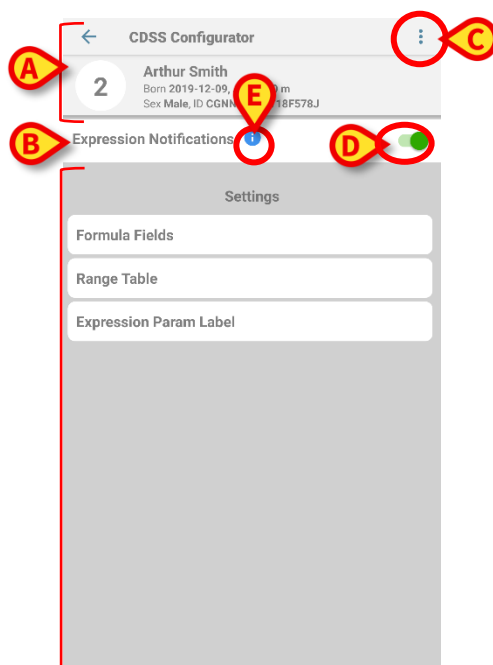 CDSS Configurator
C
A
2
Arthur Smith
Born 2019-12-09, m
Sex Male, ID 18F578J
E
B
Expression Notifications
D
Settings
Formula Fields
Range Table
Expression Param Label